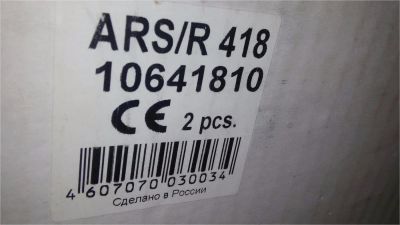 ARS/R 418
10641810
CE 2 pcs.
4 607070 030034
Сделано в России